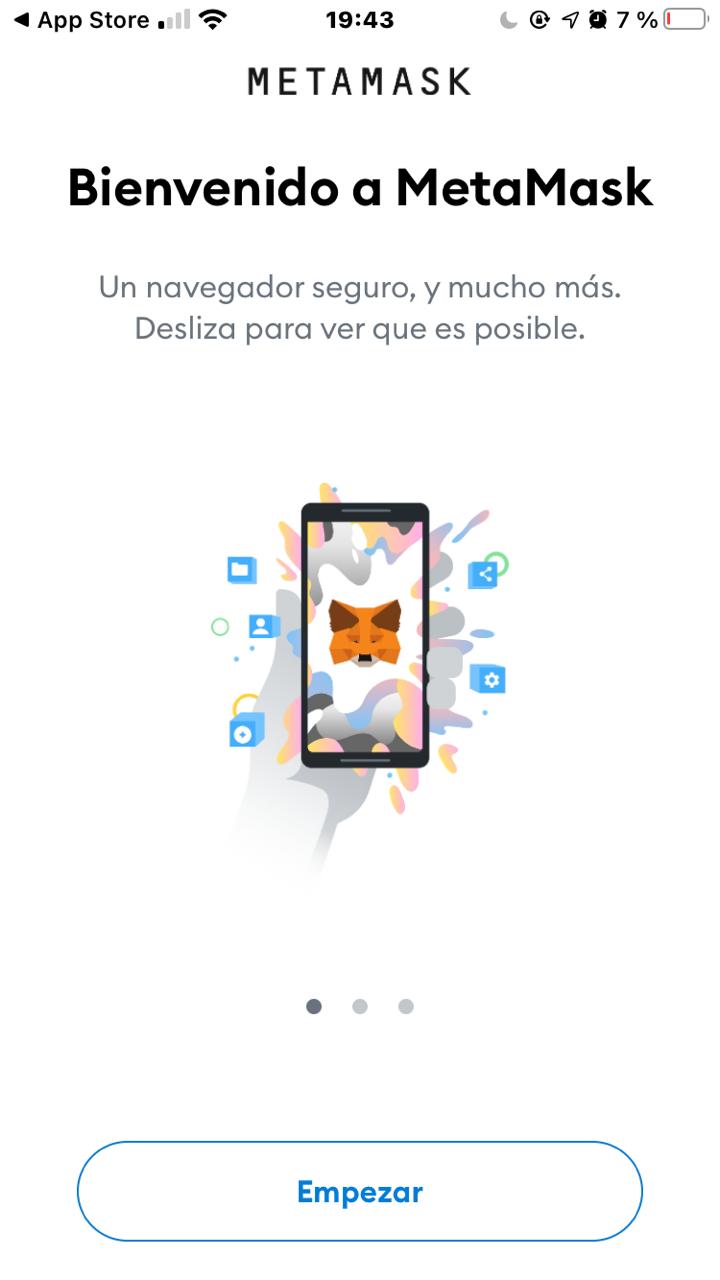 App Store 19:43 7 %
METAMASK
Bienvenido a MetaMask
Un navegador seguro, y mucho más.
Desliza para ver que es posible.
Empezar